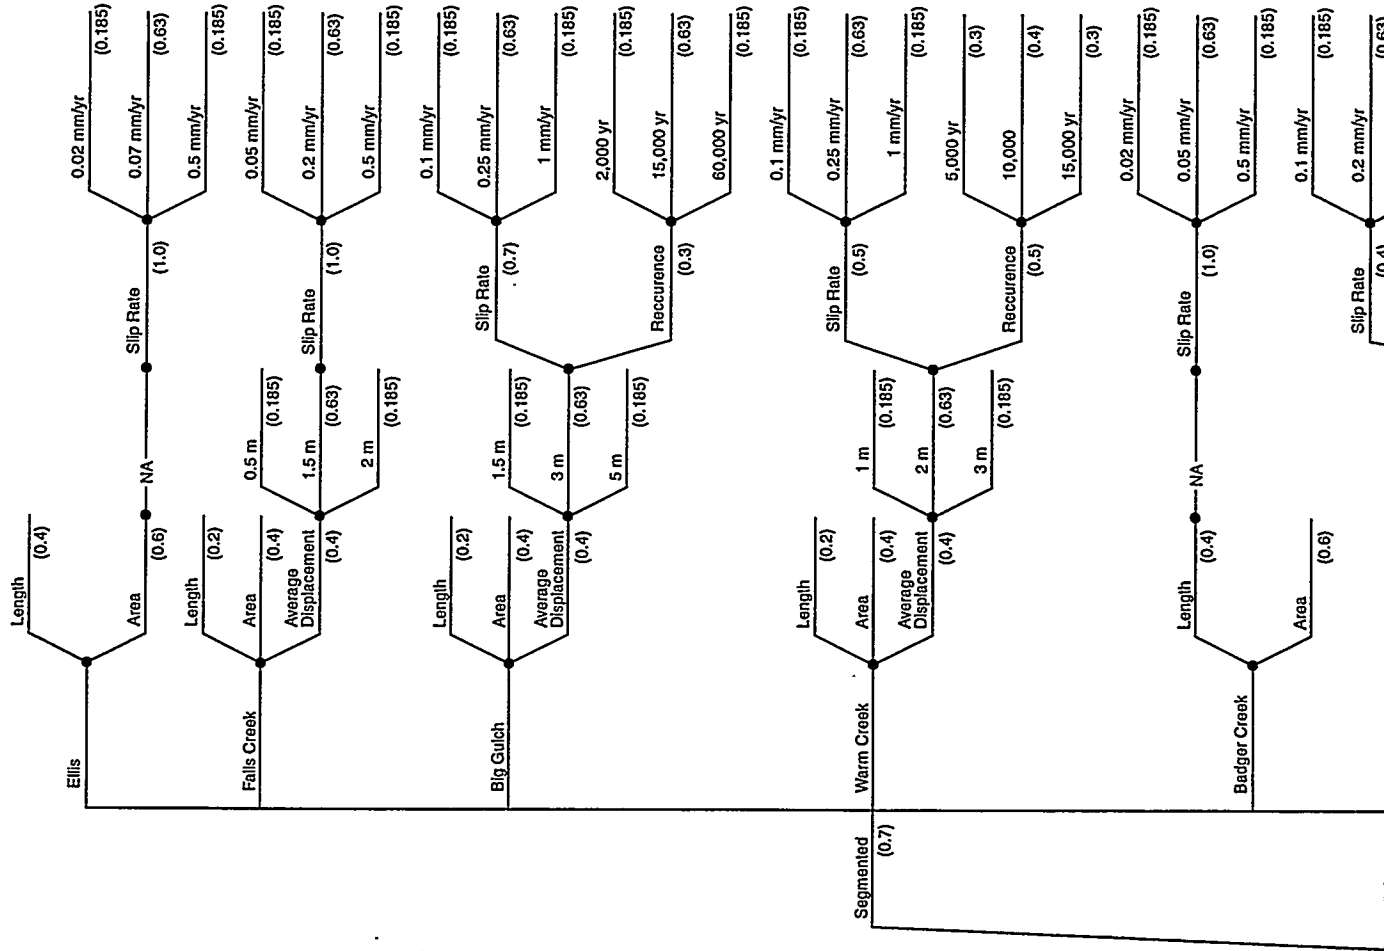 Ellis
Length
(0.4)
Area
(0.6)
NA
Slip Rate
(1.0)
0.02 mm/yr
(0.185)
0.07 mm/yr
(0.63)
0.5 mm/yr
(0.185)
Falls Creek
Length
(0.2)
Area
(0.4)
Average
Displacement
(0.4)
0.5 m
(0.185)
1.5 m
(0.63)
2 m
(0.185)
Slip Rate
(1.0)
0.05 mm/yr
(0.185)
0.2 mm/yr
(0.63)
0.5 mm/yr
(0.185)
Big Gulch
Length
(0.2)
Area
(0.4)
Average
Displacement
(0.4)
1.5 m
(0.185)
3 m
(0.63)
5 m
(0.185)
Slip Rate
(0.7)
0.1 mm/yr
(0.185)
0.25 mm/yr
(0.63)
1 mm/yr
(0.185)
Reccurence
(0.3)
2,000 yr
(0.185)
15,000 yr
(0.63)
60,000 yr
(0.185)
Segmented
(0.7)
Warm Creek
Length
(0.2)
Area
(0.4)
Average
Displacement
(0.4)
1 m
(0.185)
2 m
(0.63)
3 m
(0.185)
Slip Rate
(0.5)
0.1 mm/yr
(0.185)
0.25 mm/yr
(0.63)
1 mm/yr
(0.185)
Reccurence
(0.5)
5,000 yr
(0.3)
10,000
(0.4)
15,000 yr
(0.3)
Badger Creek
Length
(0.4)
Area
(0.6)
NA
Slip Rate
(1.0)
0.02 mm/yr
(0.185)
0.05 mm/yr
(0.63)
0.5 mm/yr
(0.185)
Slip Rate
(0.4)
0.1 mm/yr
(0.185)
0.2 mm/yr
(0.63)